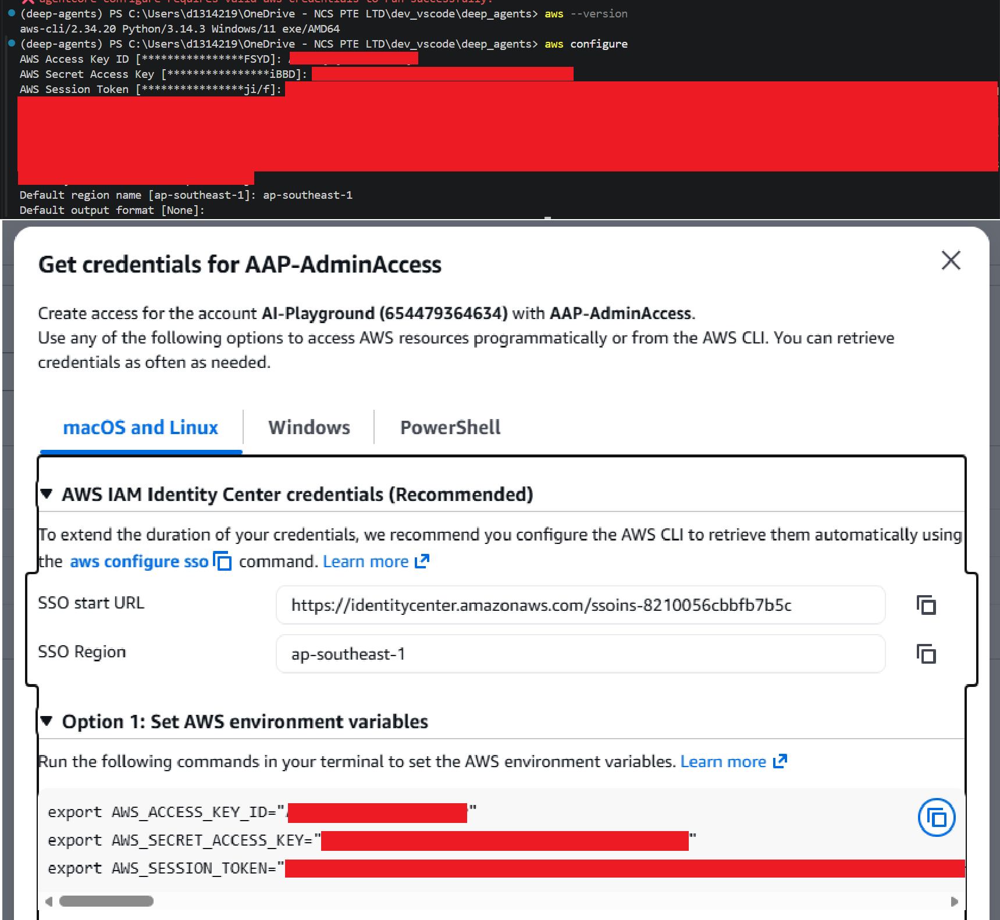 agentcore configure requires valid aws credentials to run successfully.
(deep-agents) PS C:\Users\d1314219\OneDrive - NCS PTE LTD\dev_vscode\deep_agents> aws --version
aws-cli/2.34.20 Python/3.14.3 Windows/11 exe/AMD64
(deep-agents) PS C:\Users\d1314219\OneDrive - NCS PTE LTD\dev_vscode\deep_agents> aws configure
AWS Access Key ID [****************FSYD]:
AWS Secret Access Key [****************iBBD]:
AWS Session Token [****************ji/f]:
Default region name [ap-southeast-1]: ap-southeast-1
Default output format [None]:
Get credentials for AAP-AdminAccess
Create access for the account AI-Playground (654479364634) with AAP-AdminAccess.
Use any of the following options to access AWS resources programmatically or from the AWS CLI. You can retrieve
credentials as often as needed.
macOS and Linux
Windows
PowerShell
AWS IAM Identity Center credentials (Recommended)
To extend the duration of your credentials, we recommend you configure the AWS CLI to retrieve them automatically using
the aws configure sso command. Learn more
SSO start URL
https://identitycenter.amazonaws.com/ssoins-8210056cbbfb7b5c
SSO Region
ap-southeast-1
Option 1: Set AWS environment variables
Run the following commands in your terminal to set the AWS environment variables. Learn more
export AWS_ACCESS_KEY_ID=" "
export AWS_SECRET_ACCESS_KEY=" "
export AWS_SESSION_TOKEN="